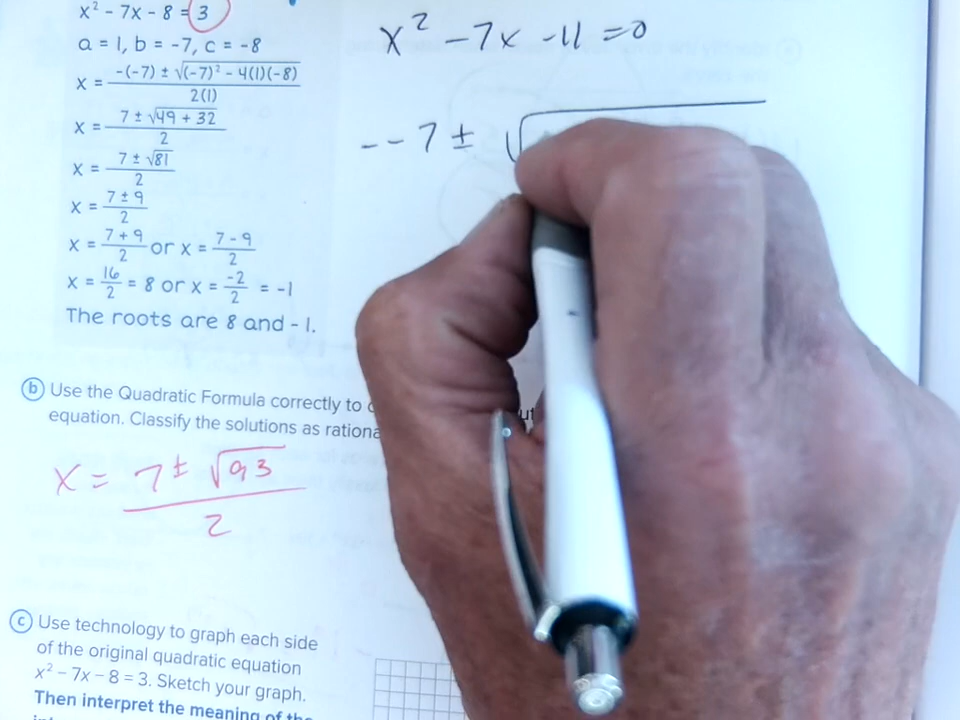 x² - 7x - 8 = 3
a = 1, b = -7, c = -8
x = -(-7) ± √(-7)² - 4(1)(-8) / 2(1)
x = 7 ± √49 + 32 / 2
x = 7 ± √81 / 2
x = 7 ± 9 / 2
x = 7 + 9 / 2 or x = 7 - 9 / 2
x = 16 / 2 = 8 or x = -2 / 2 = -1
The roots are 8 and -1.
x² - 7x - 11 = 0
- - 7 ± √
b Use the Quadratic Formula correctly to
equation. Classify the solutions as
x = 7 ± √93 / 2
c Use technology to graph each side
of the original quadratic equation
x² - 7x - 8 = 3. Sketch your graph.
Then interpret the meaning of